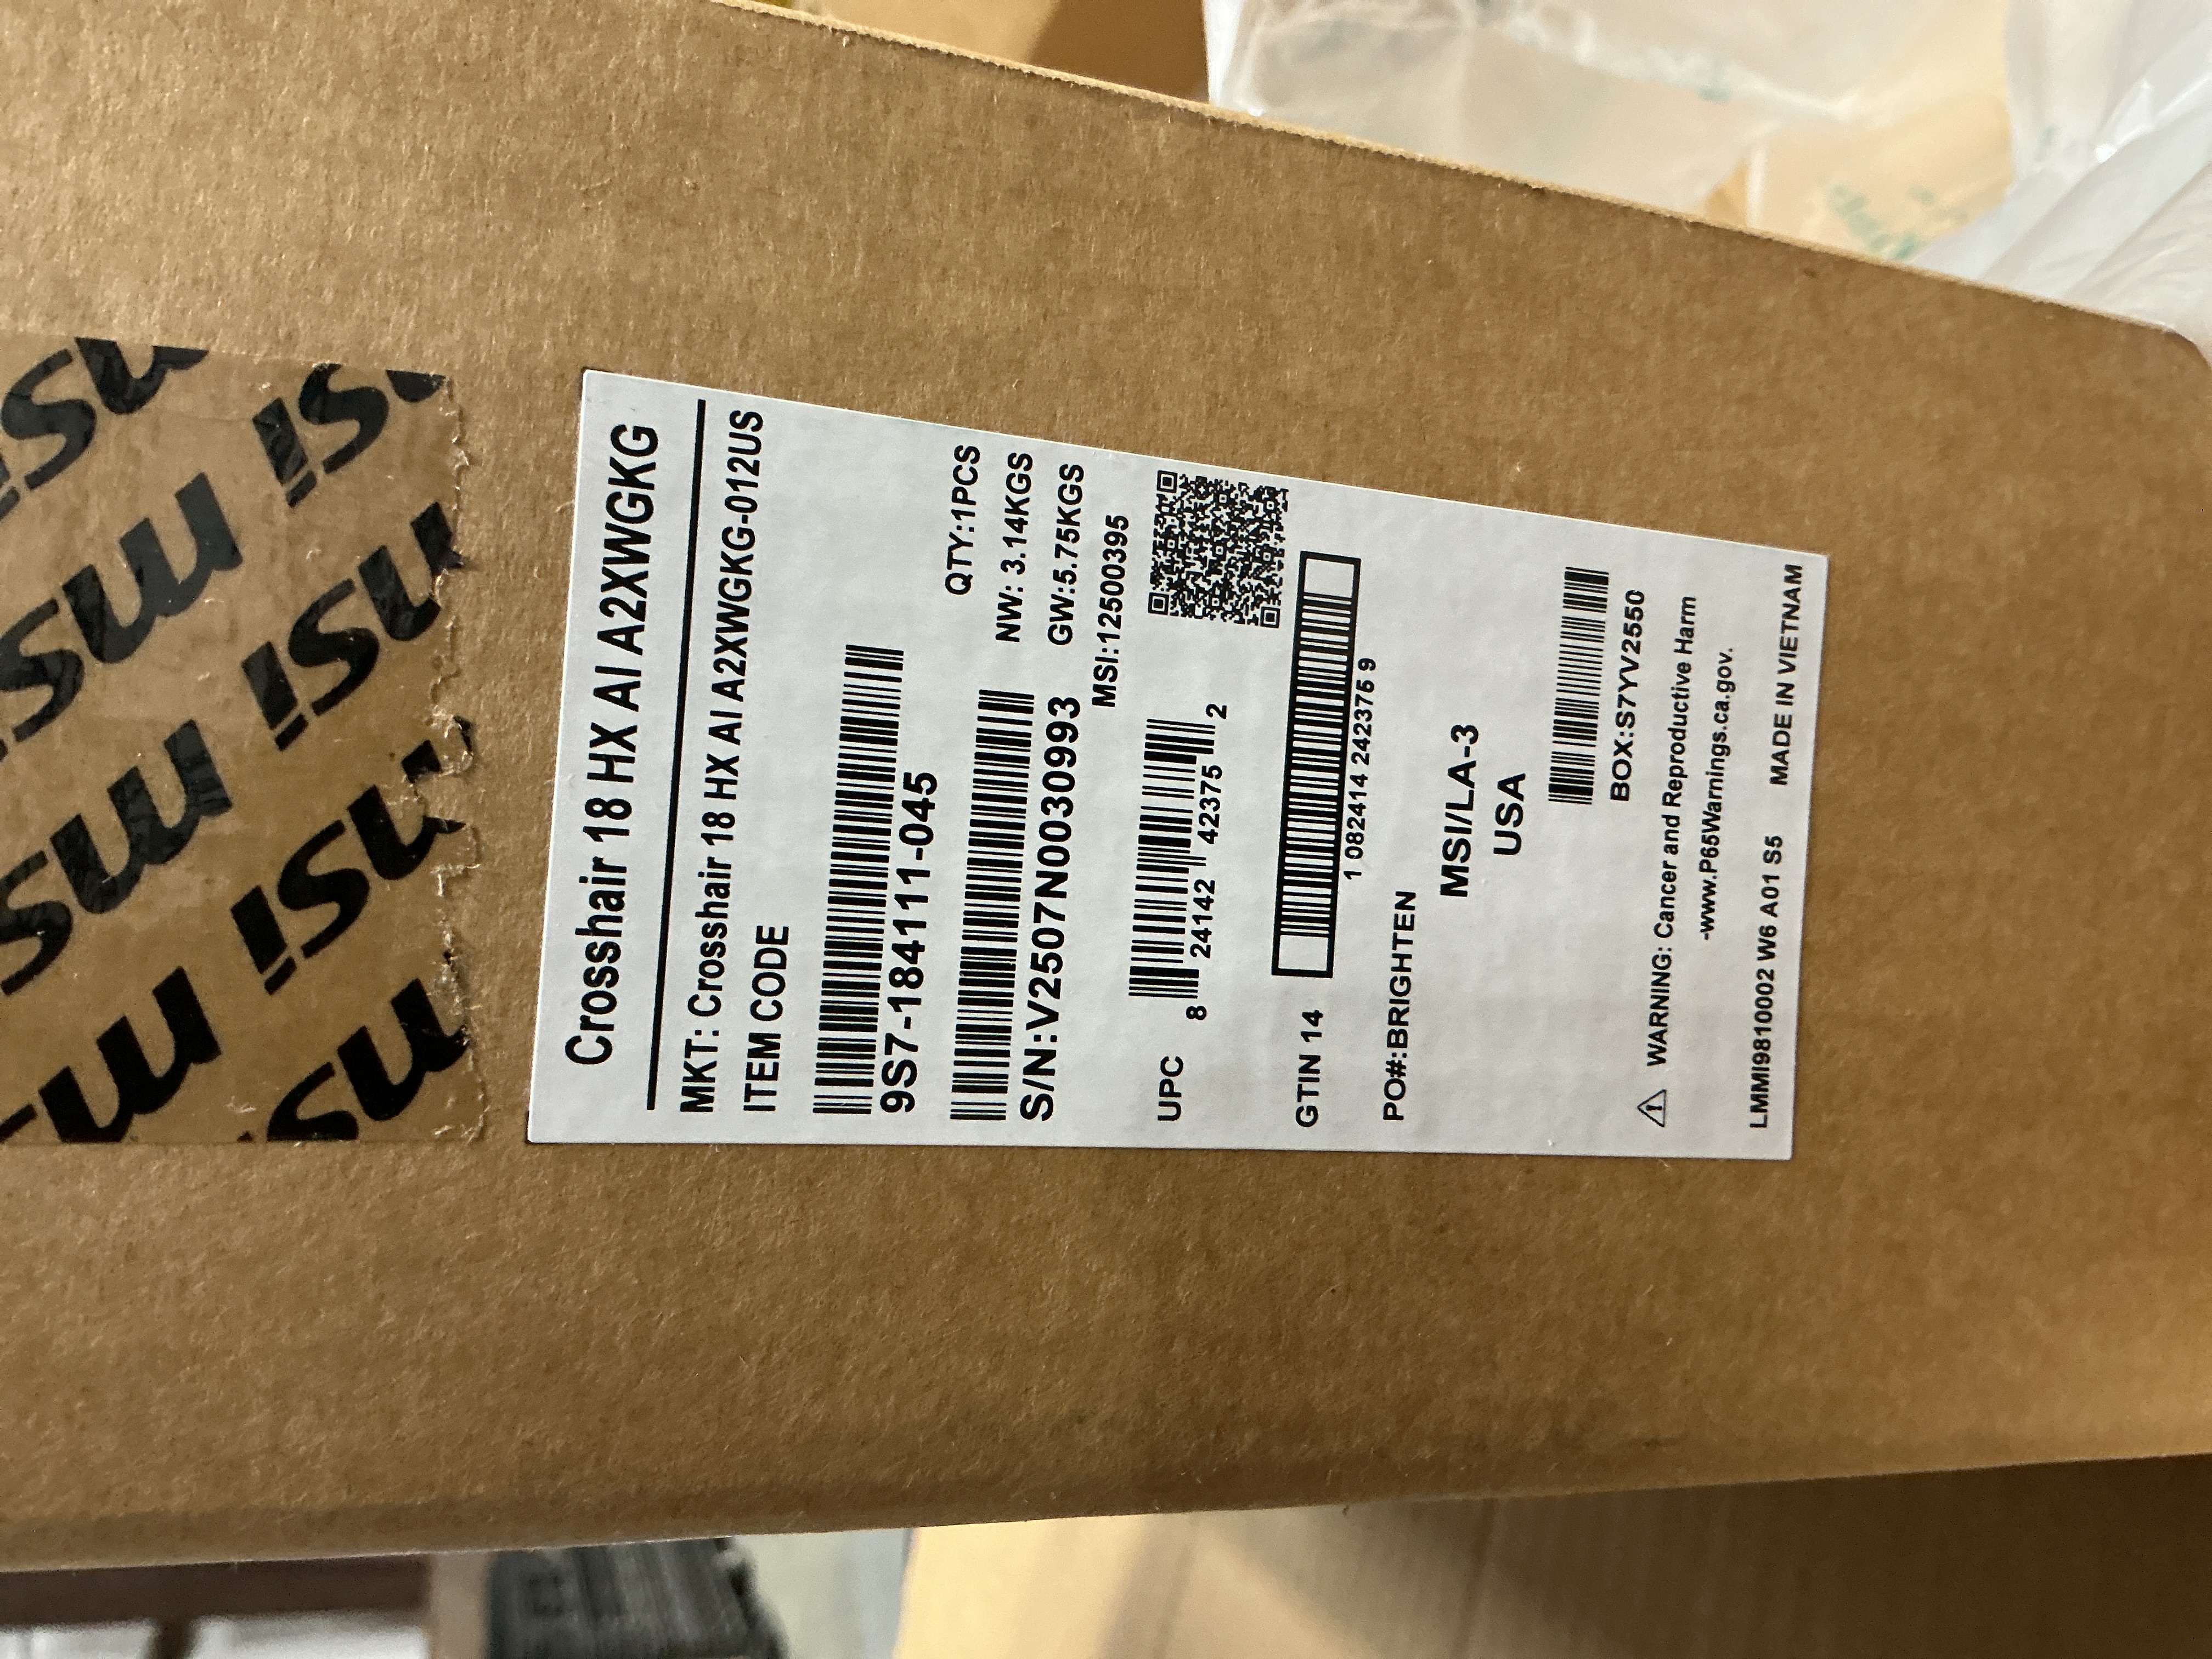 msi msi msi
Crosshair 18 HX AI A2XWGKG
MKT: Crosshair 18 HX AI A2XWGKG-012US
ITEM CODE
9S7-184111-045
QTY:1PCS
S/N:V2507N0030993
NW: 3.14KGS
GW:5.75KGS
MSI:12500395
UPC
8 24142 42375 2
GTIN 14
1 0824142 42375 9
PO#:BRIGHTEN
MSI/LA-3
USA
BOX:S7YV2550
WARNING: Cancer and Reproductive Harm
-www.P65Warnings.ca.gov.
LMMI9810002 W6 A01 S5 MADE IN VIETNAM